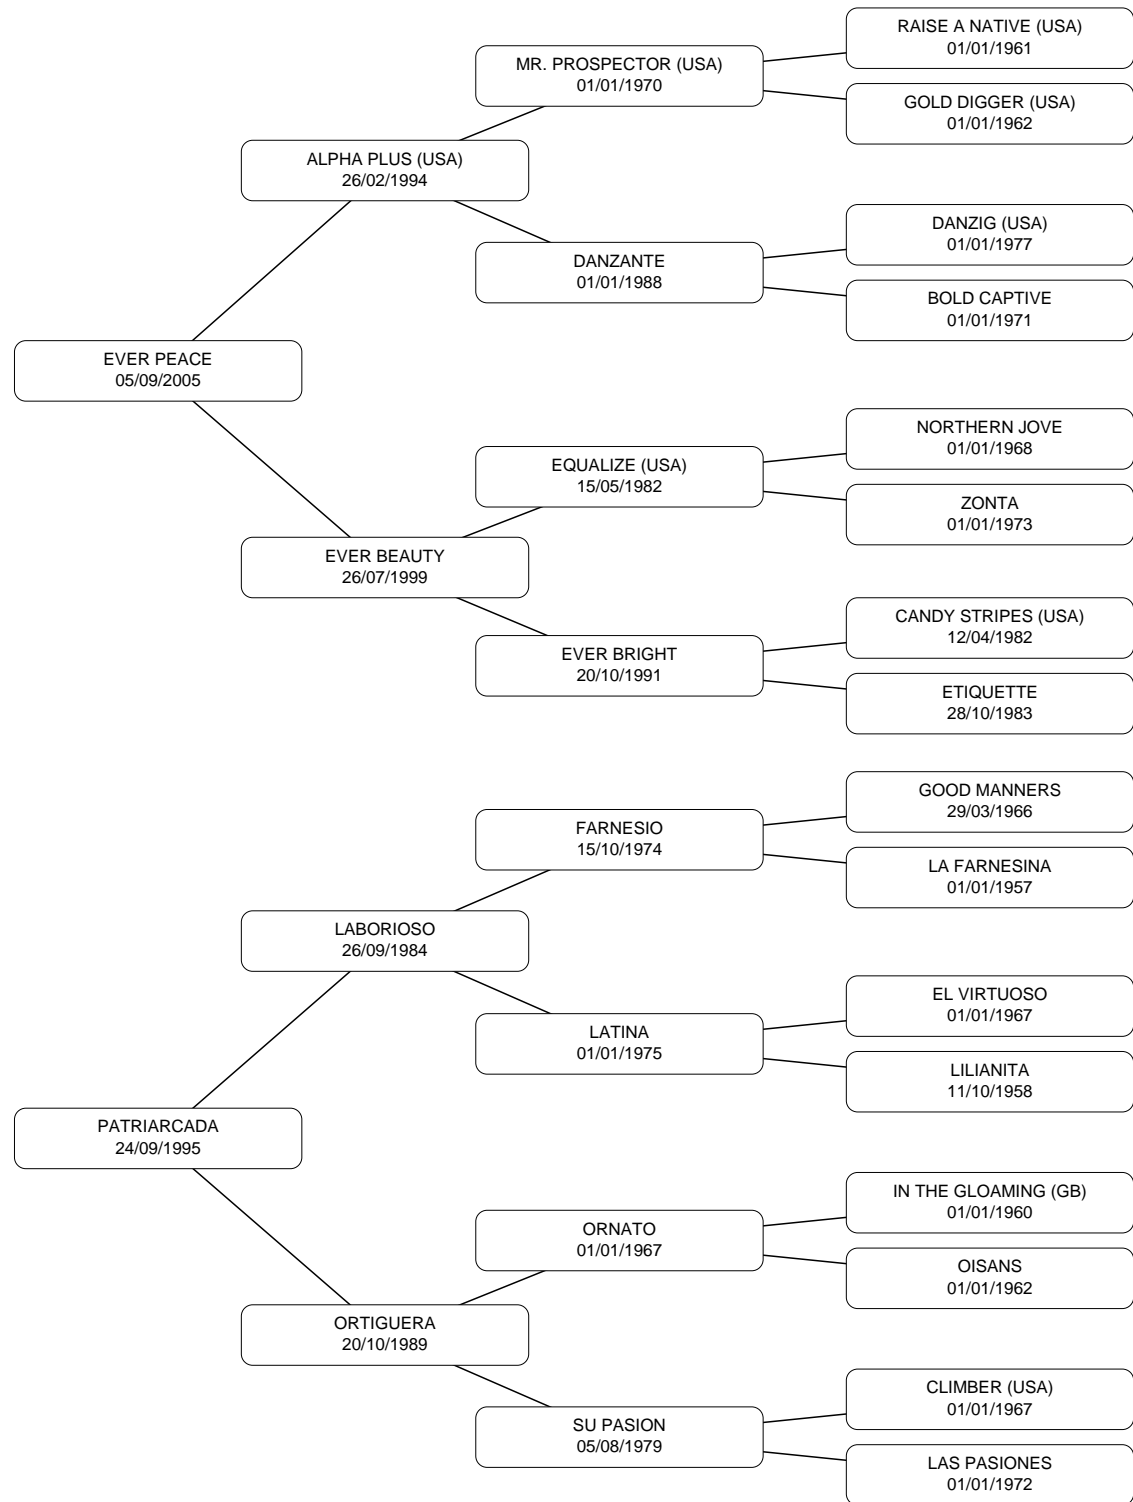 RAISE A NATIVE (USA)
01/01/1961
MR. PROSPECTOR (USA)
01/01/1970
GOLD DIGGER (USA)
01/01/1962
ALPHA PLUS (USA)
26/02/1994
DANZIG (USA)
01/01/1977
DANZANTE
01/01/1988
BOLD CAPTIVE
01/01/1971
EVER PEACE
05/09/2005
NORTHERN JOVE
01/01/1968
EQUALIZE (USA)
15/05/1982
ZONTA
01/01/1973
EVER BEAUTY
26/07/1999
CANDY STRIPES (USA)
12/04/1982
EVER BRIGHT
20/10/1991
ETIQUETTE
28/10/1983
GOOD MANNERS
29/03/1966
FARNESIO
15/10/1974
LA FARNESINA
01/01/1957
LABORIOSO
26/09/1984
EL VIRTUOSO
01/01/1967
LATINA
01/01/1975
LILIANITA
11/10/1958
PATRIARCADA
24/09/1995
IN THE GLOAMING (GB)
01/01/1960
ORNATO
01/01/1967
OISANS
01/01/1962
ORTIGUERA
20/10/1989
CLIMBER (USA)
01/01/1967
SU PASION
05/08/1979
LAS PASIONES
01/01/1972